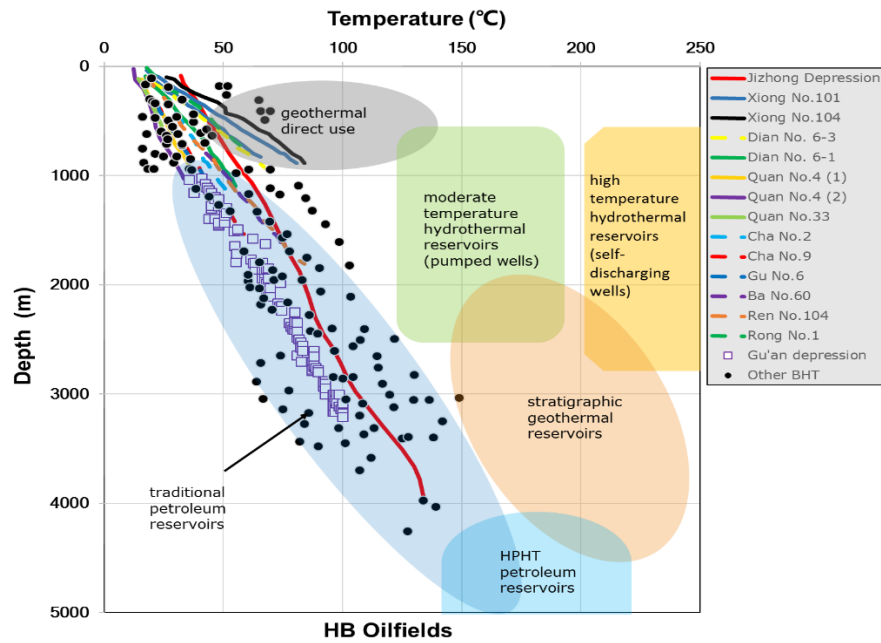 Temperature (℃)
0 50 100 150 200 250
Depth (m)
0
1000
2000
3000
4000
5000
geothermal
direct use
moderate
temperature
hydrothermal
reservoirs
(pumped wells)
high
temperature
hydrothermal
reservoirs
(self-
discharging
wells)
stratigraphic
geothermal
reservoirs
traditional
petroleum
reservoirs
HPHT
petroleum
reservoirs
HB Oilfields
Jizhong Depression
Xiong No.101
Xiong No.104
Dian No. 6-3
Dian No. 6-1
Quan No.4 (1)
Quan No.4 (2)
Quan No.33
Cha No.2
Cha No.9
Gu No.6
Ba No.60
Ren No.104
Rong No.1
Gu'an depression
Other BHT